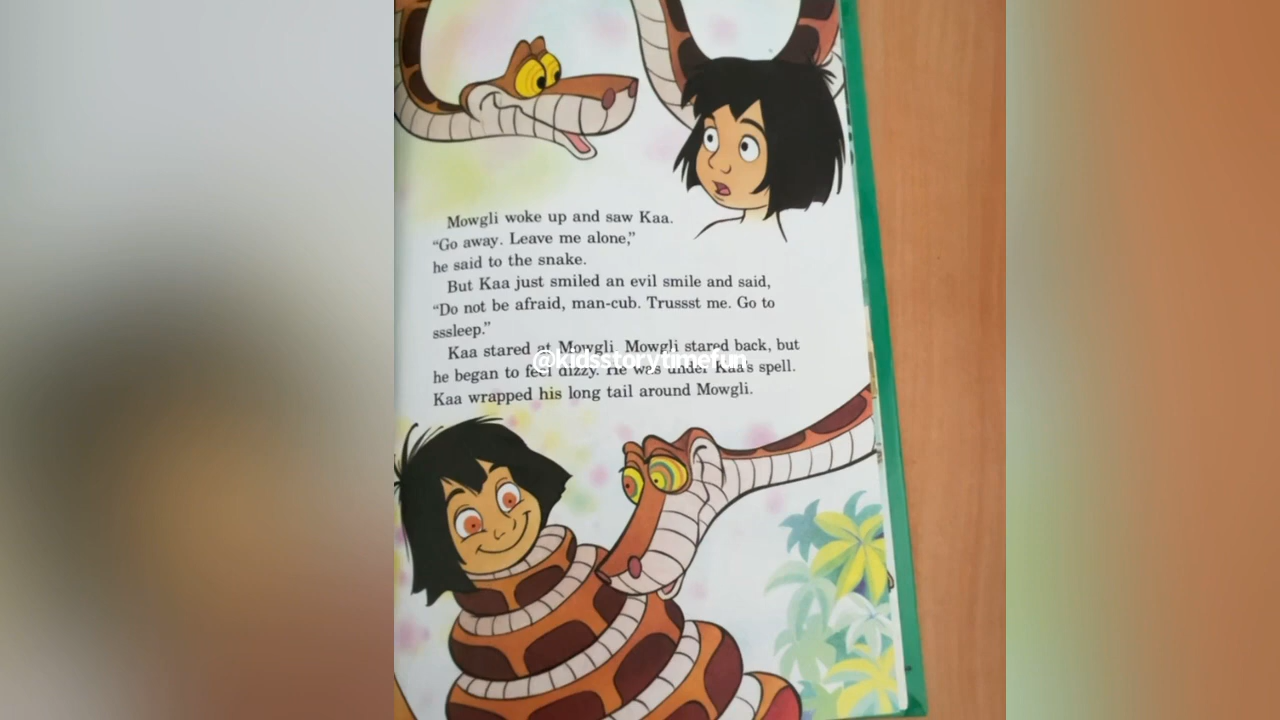 Mowgli woke up and saw Kaa.
“Go away. Leave me alone,”
he said to the snake.
But Kaa just smiled an evil smile and said,
“Do not be afraid, man-cub. Trussst me. Go to
sssleep.”
Kaa stared at Mowgli. Mowgli stared back, but
@kidsstorytimefun
he began to feel dizzy. He was under Kaa's spell.
Kaa wrapped his long tail around Mowgli.